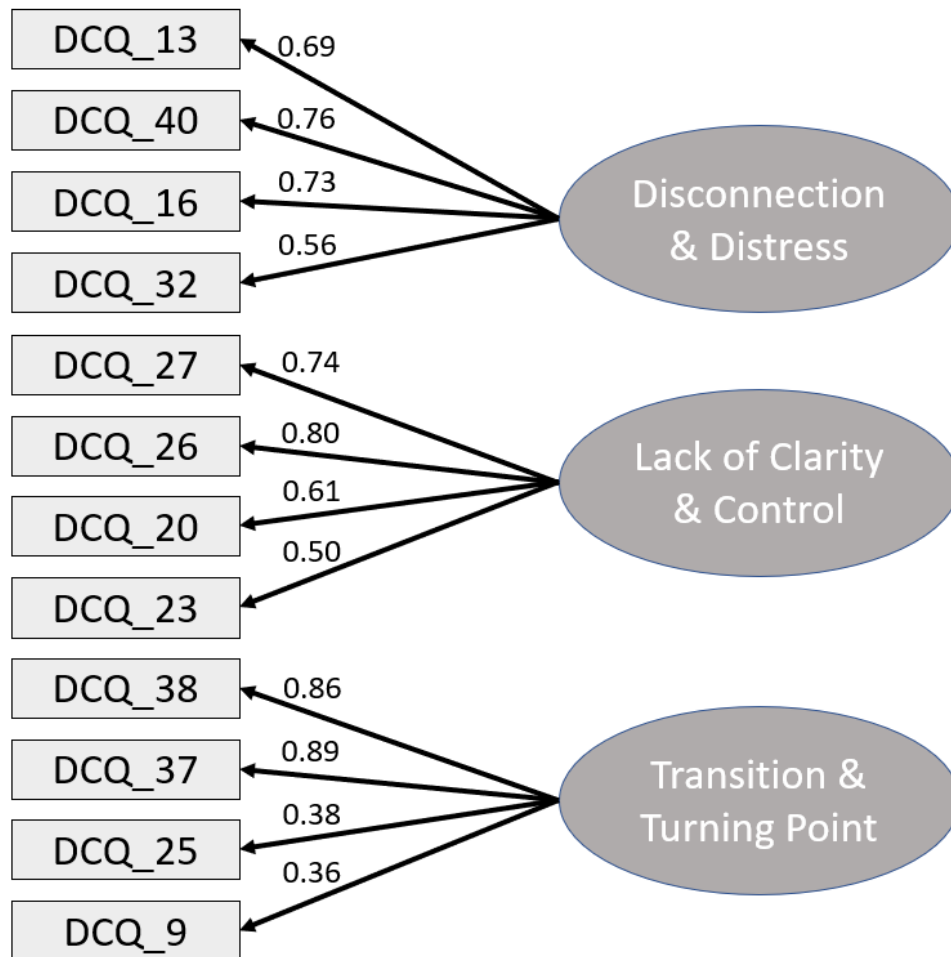 DCQ_13
0.69
DCQ_40
0.76
DCQ_16
0.73
DCQ_32
0.56
Disconnection
& Distress
DCQ_27
0.74
DCQ_26
0.80
DCQ_20
0.61
DCQ_23
0.50
Lack of Clarity
& Control
DCQ_38
0.86
DCQ_37
0.89
DCQ_25
0.38
DCQ_9
0.36
Transition &
Turning Point